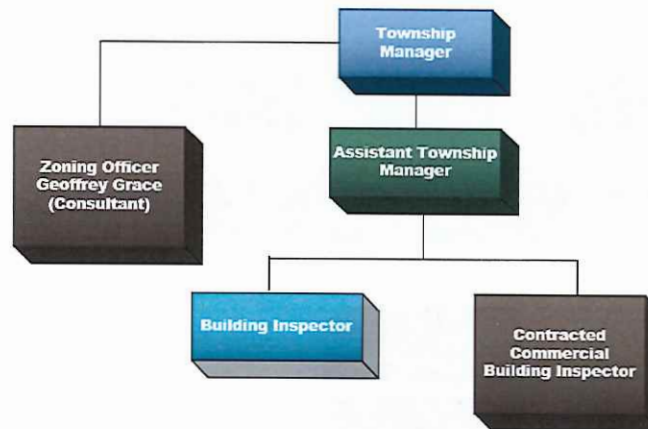 Township
Manager
Zoning Officer
Geoffrey Grace
(Consultant)
Assistant Township
Manager
Building Inspector
Contracted
Commercial
Building Inspector